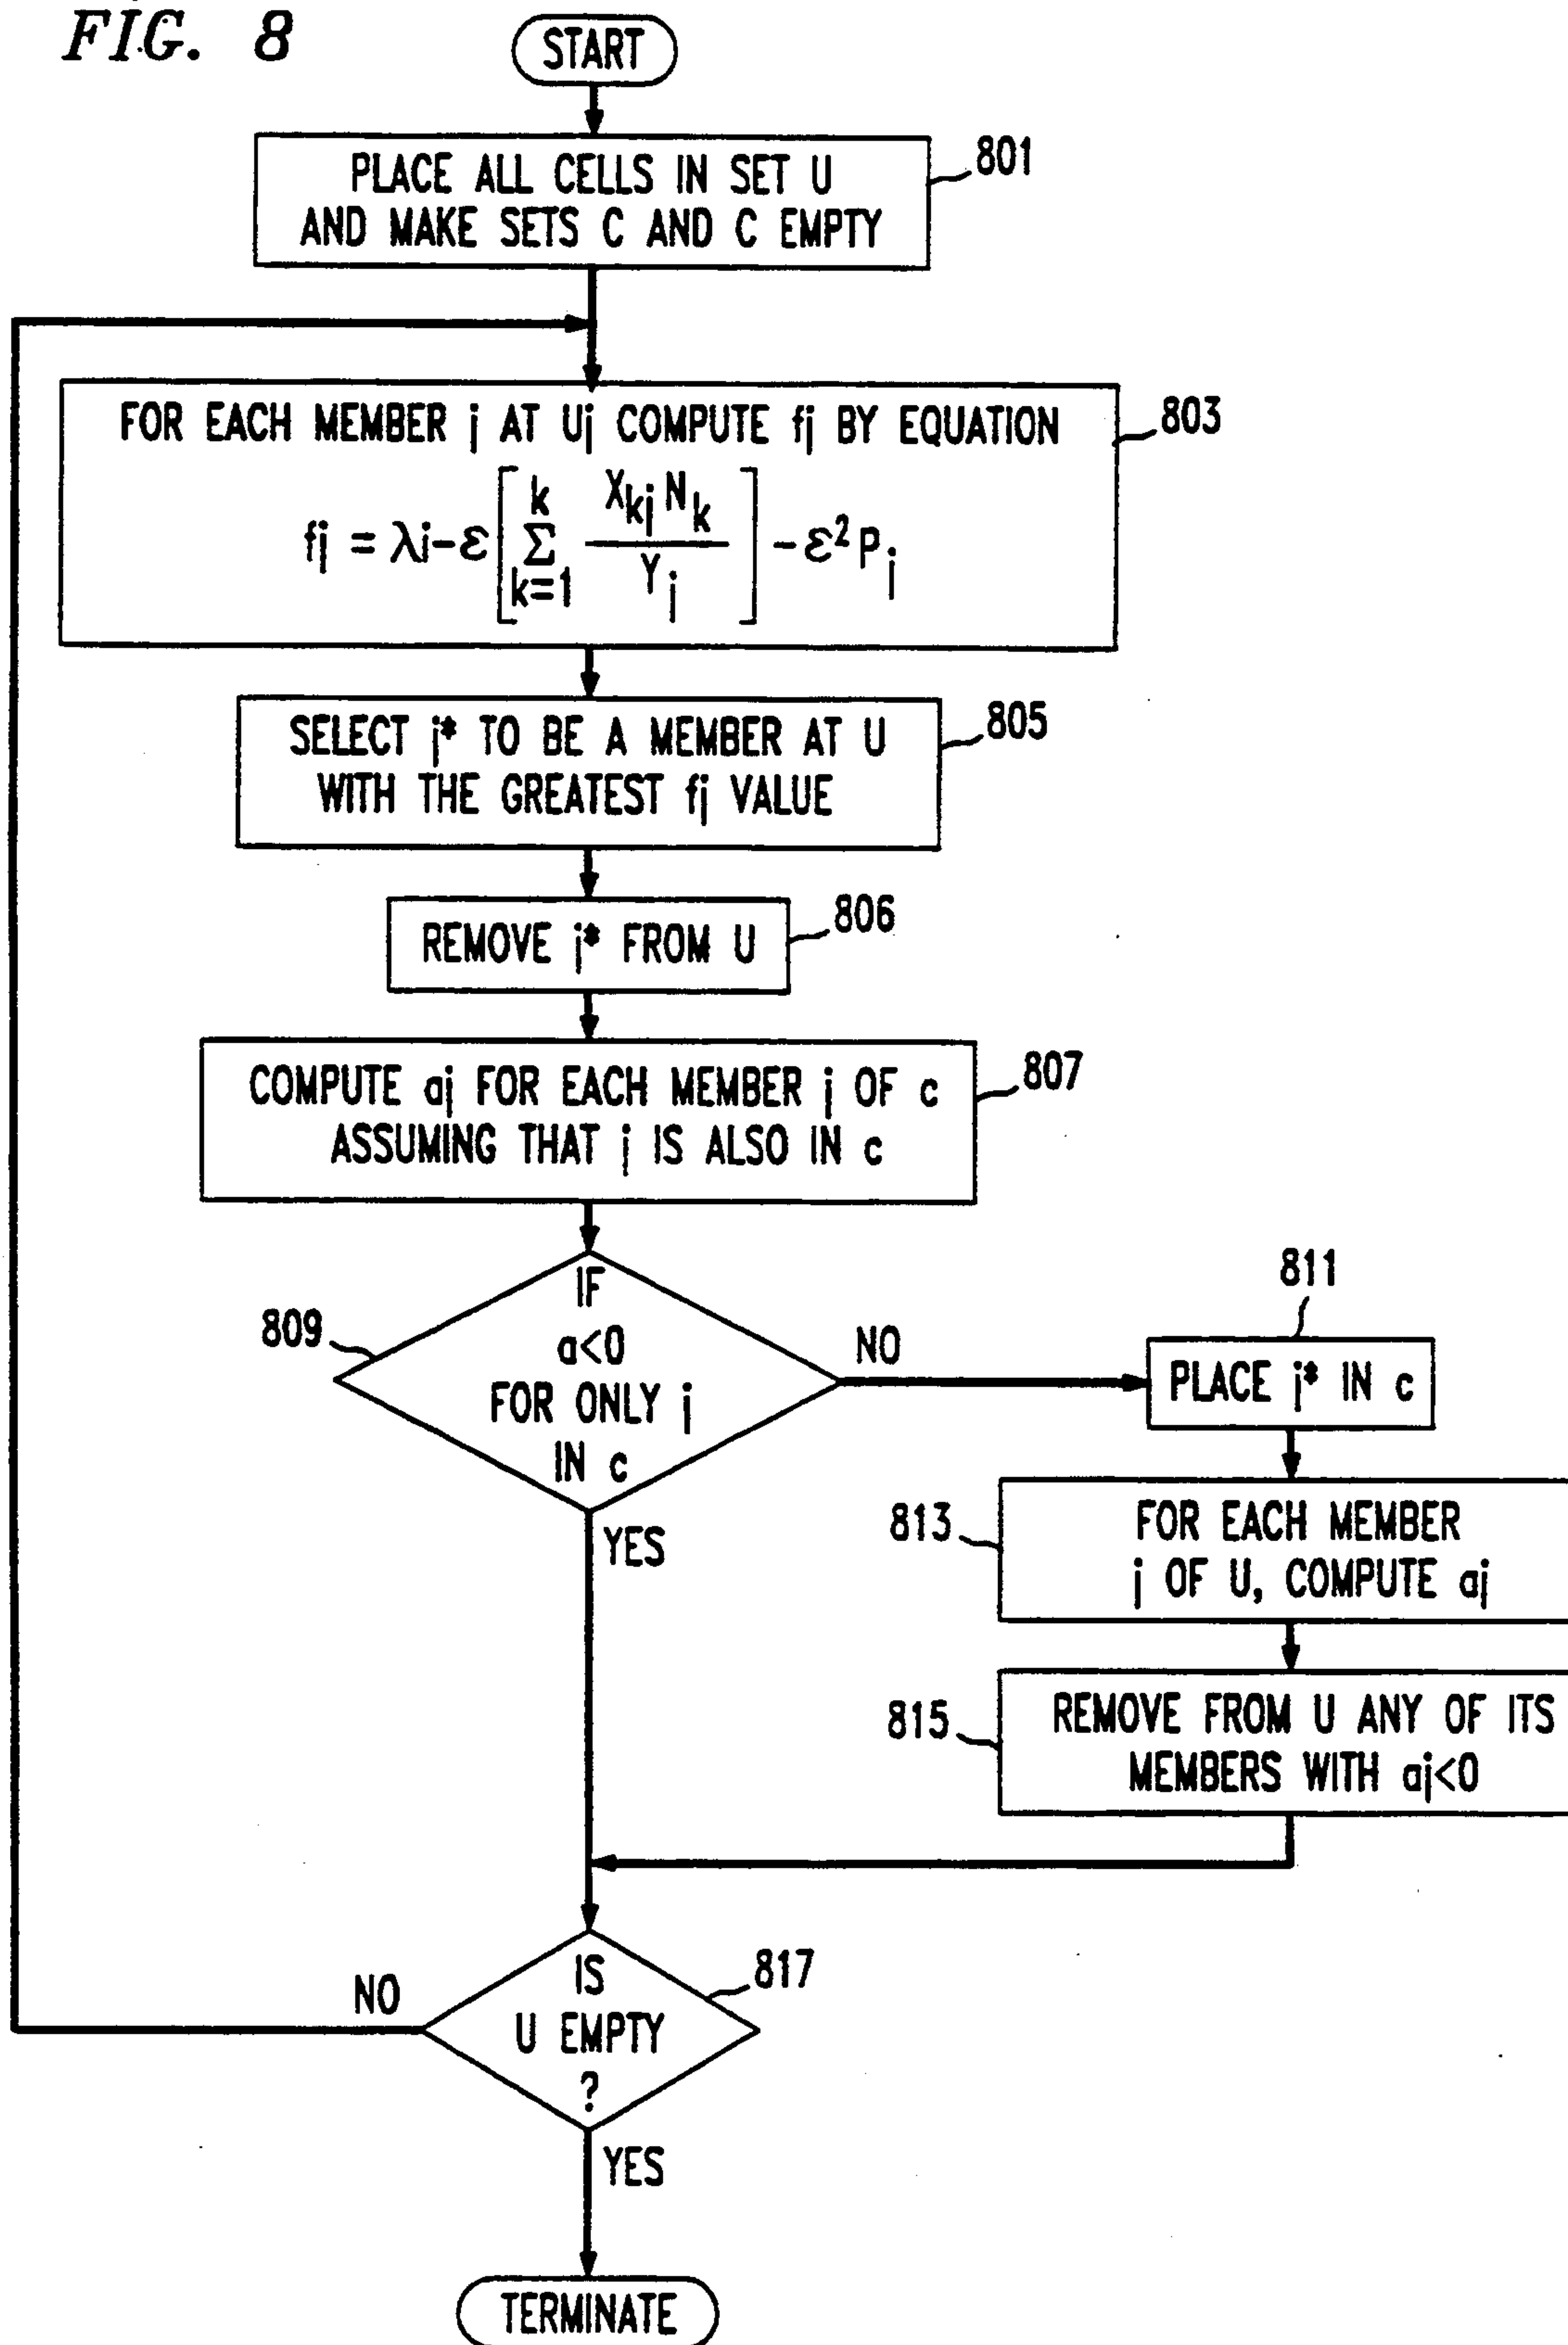 FIG. 8
START
PLACE ALL CELLS IN SET U
AND MAKE SETS C AND C EMPTY
801
FOR EACH MEMBER j AT Uj COMPUTE fj BY EQUATION
803
fj = λi-ε[ k Σ k=1 Xkj Nk / Yj ] -ε² Pj
SELECT j* TO BE A MEMBER AT U
WITH THE GREATEST fj VALUE
805
REMOVE j* FROM U
806
COMPUTE aj FOR EACH MEMBER j OF c
ASSUMING THAT j IS ALSO IN c
807
IF
a<0
FOR ONLY j
IN c
809
NO
YES
811
PLACE j* IN c
813
FOR EACH MEMBER
j OF U, COMPUTE aj
815
REMOVE FROM U ANY OF ITS
MEMBERS WITH aj<0
IS
U EMPTY
?
817
NO
YES
TERMINATE